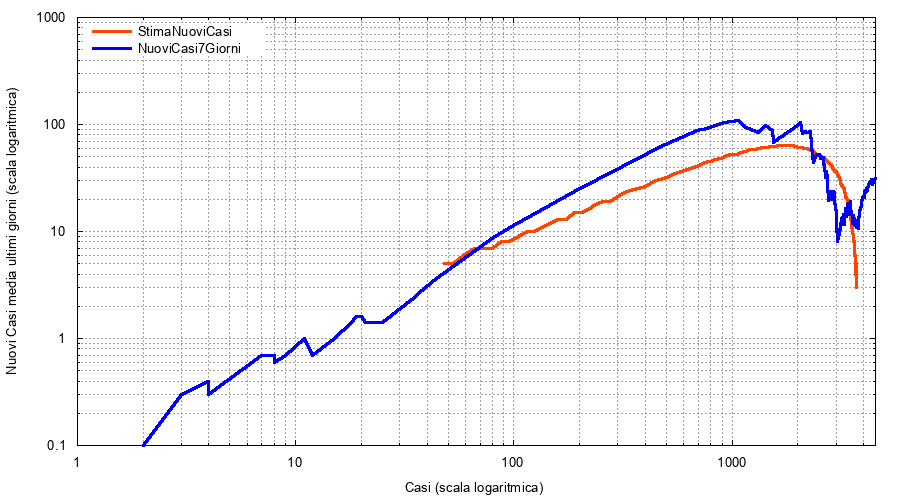 1000
100
10
1
0.1
StimaNuoviCasi
NuoviCasi7Giorni
Nuovi Casi media ultimi giorni (scala logaritmica)
1 10 100 1000
Casi (scala logaritmica)